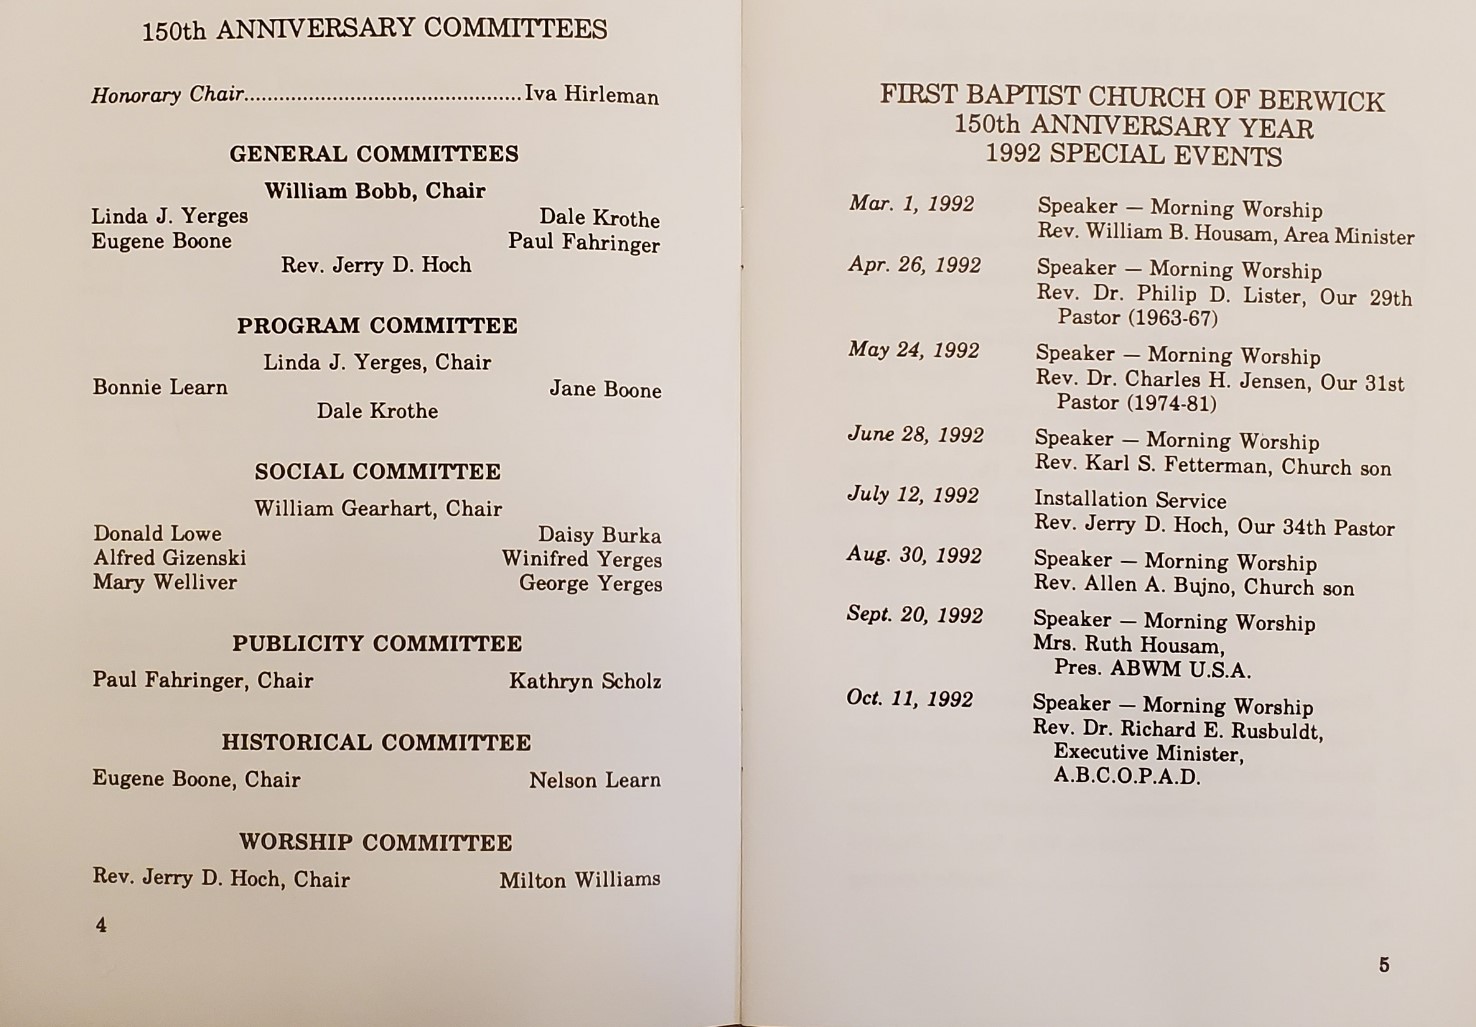 150th ANNIVERSARY COMMITTEES
Honorary Chair................................................Iva Hirleman
GENERAL COMMITTEES
William Bobb, Chair
Linda J. Yerges Dale Krothe
Eugene Boone Paul Fahringer
Rev. Jerry D. Hoch
PROGRAM COMMITTEE
Linda J. Yerges, Chair
Bonnie Learn Jane Boone
Dale Krothe
SOCIAL COMMITTEE
William Gearhart, Chair
Donald Lowe Daisy Burka
Alfred Gizenski Winifred Yerges
Mary Welliver George Yerges
PUBLICITY COMMITTEE
Paul Fahringer, Chair Kathryn Scholz
HISTORICAL COMMITTEE
Eugene Boone, Chair Nelson Learn
WORSHIP COMMITTEE
Rev. Jerry D. Hoch, Chair Milton Williams
4
FIRST BAPTIST CHURCH OF BERWICK
150th ANNIVERSARY YEAR
1992 SPECIAL EVENTS
Mar. 1, 1992 Speaker — Morning Worship
Rev. William B. Housam, Area Minister
Apr. 26, 1992 Speaker — Morning Worship
Rev. Dr. Philip D. Lister, Our 29th
Pastor (1963-67)
May 24, 1992 Speaker — Morning Worship
Rev. Dr. Charles H. Jensen, Our 31st
Pastor (1974-81)
June 28, 1992 Speaker — Morning Worship
Rev. Karl S. Fetterman, Church son
July 12, 1992 Installation Service
Rev. Jerry D. Hoch, Our 34th Pastor
Aug. 30, 1992 Speaker — Morning Worship
Rev. Allen A. Bujno, Church son
Sept. 20, 1992 Speaker — Morning Worship
Mrs. Ruth Housam,
Pres. ABWM U.S.A.
Oct. 11, 1992 Speaker — Morning Worship
Rev. Dr. Richard E. Rusbuldt,
Executive Minister,
A.B.C.O.P.A.D.
5